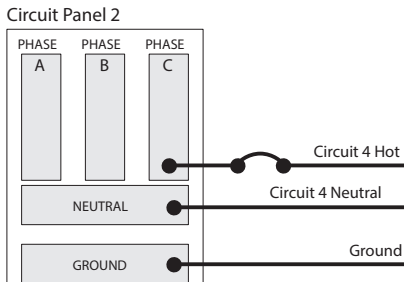 Circuit Panel 2
PHASE PHASE PHASE
A B C
Circuit 4 Hot
Circuit 4 Neutral
NEUTRAL
Ground
GROUND